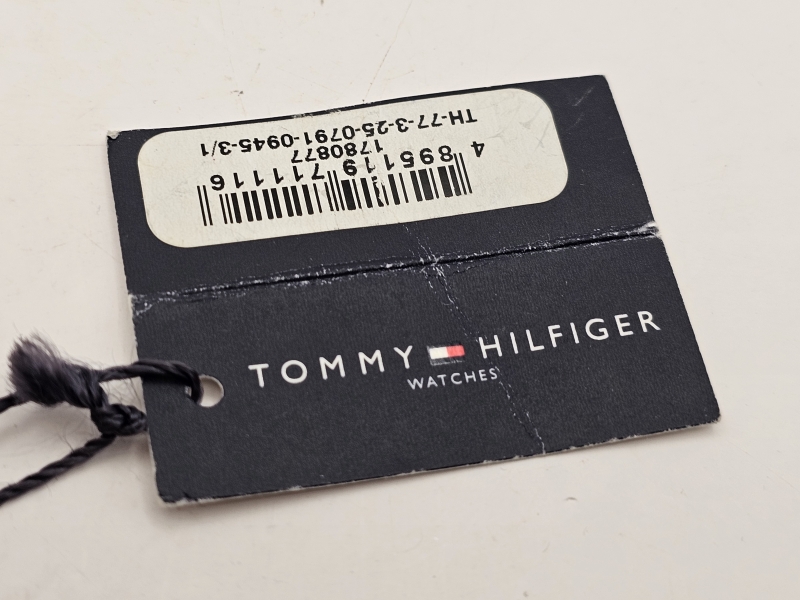 TH-77-3-25-0791-0945-3/1
1780877
4 895119 711116
TOMMY HILFIGER
WATCHES